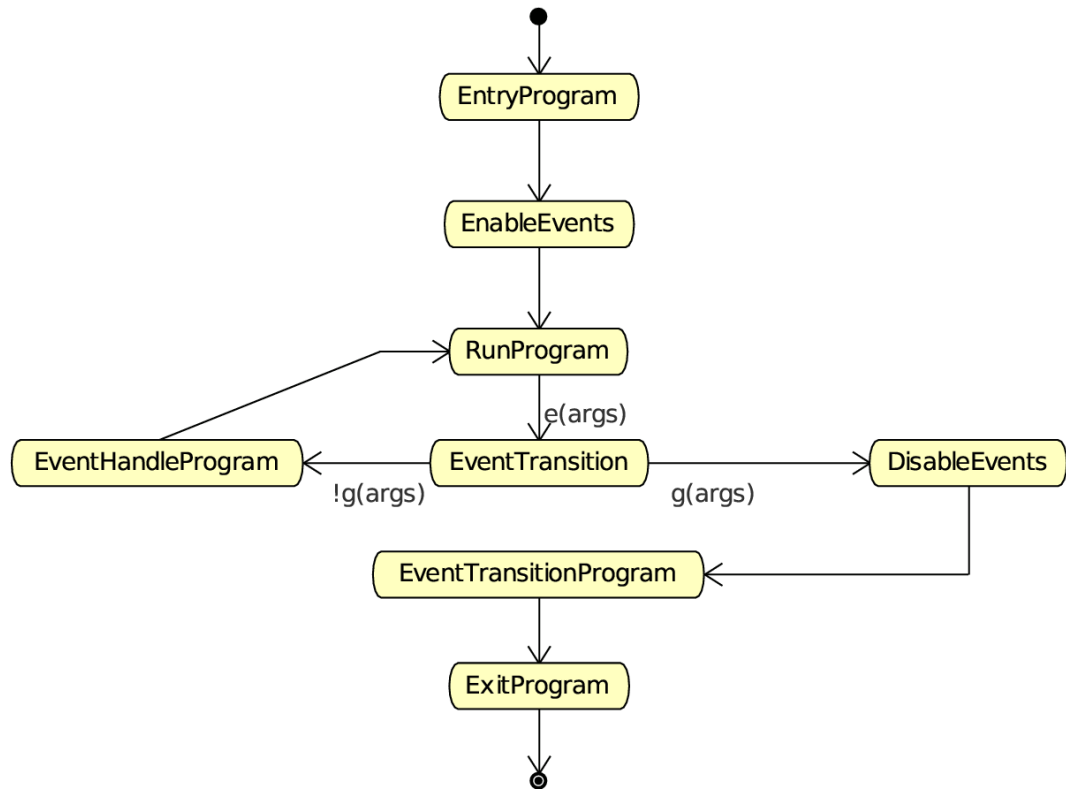 EntryProgram
EnableEvents
RunProgram
e(args)
EventHandleProgram
EventTransition
DisableEvents
!g(args)
g(args)
EventTransitionProgram
ExitProgram